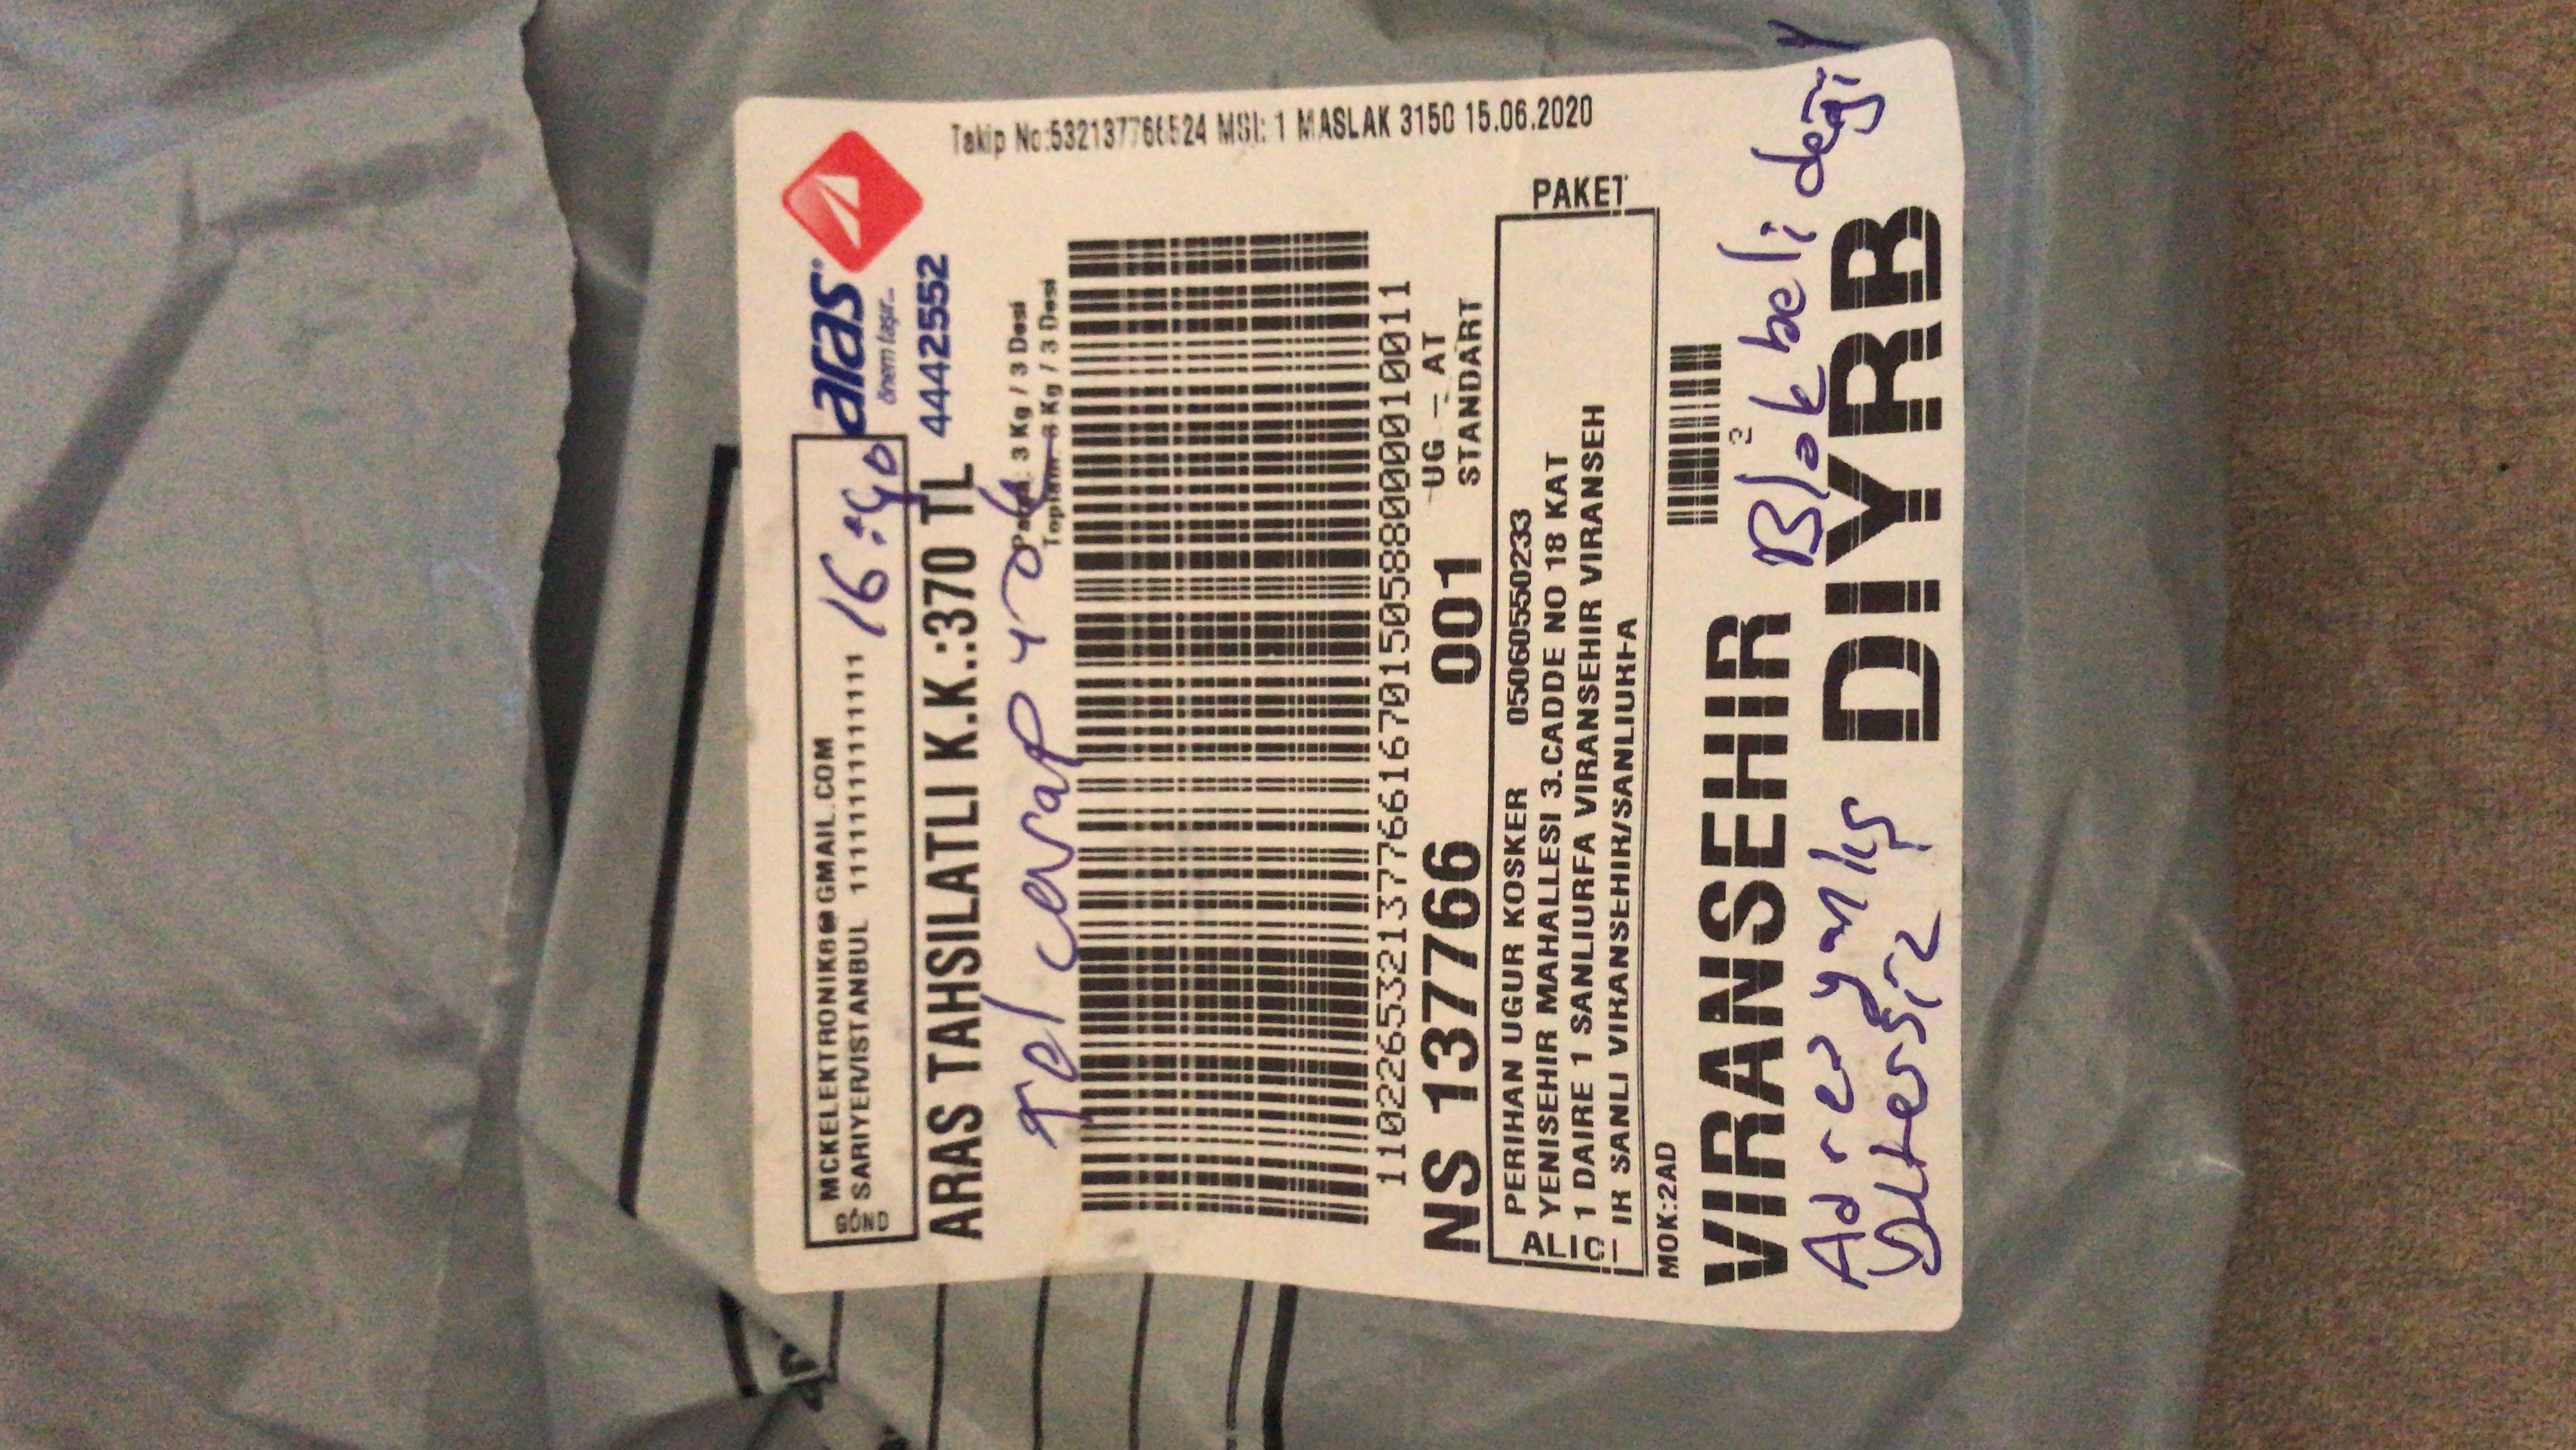 Takip No:532137766524 MSI: 1 MASLAK 3150 15.06.2020
aras
önem taşır...
4442552
MCKELEKTRONIK8@GMAIL.COM
SARIYER/ISTANBUL 11111111111111111
GÖND
16:40
ARAS TAHSILATLI K.K.:370 TL
Parça: 3 Kg / 3 Desi
Toplam: 3 Kg / 3 Desi
tel cevap yok
NS 137766 001
UG - AT
STANDART
PAKET
PERIHAN UGUR KOSKER 05060550233
YENISEHIR MAHALLESI 3.CADDE NO 18 KAT
1 DAIRE 1 SANLIURFA VIRANSEHIR VIRANSEH
IR SANLI VIRANSEHIR/SANLIURFA
ALICI
MOK:2AD
2
VIRANSEHIR
Blok beli değil
DIYRB
Adres yanlış